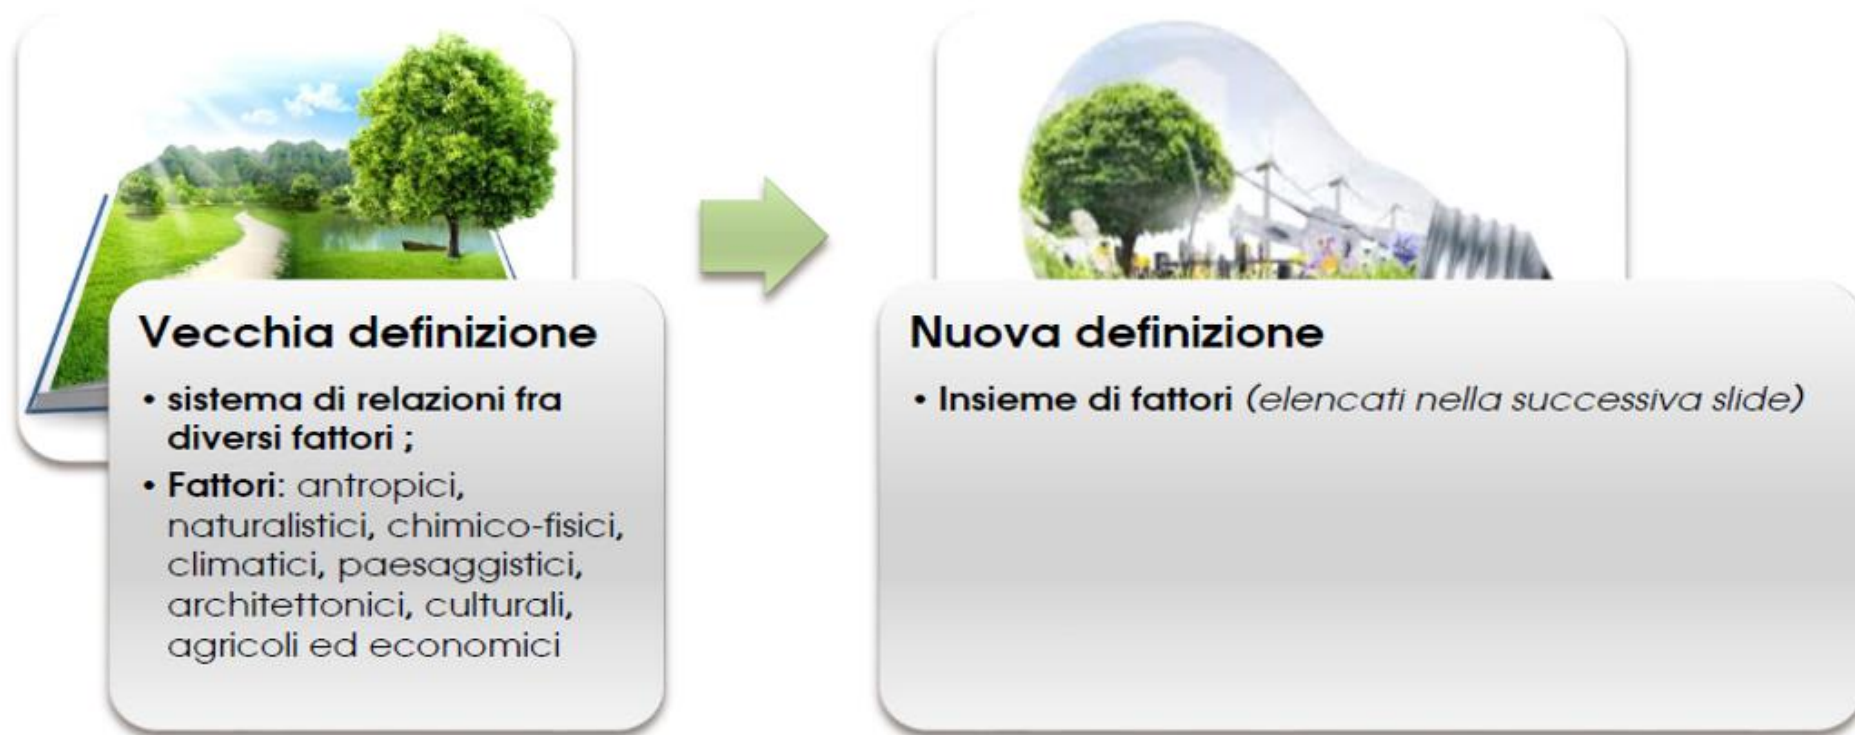 Vecchia definizione
• sistema di relazioni fra
diversi fattori ;
• Fattori: antropici,
naturalistici, chimico-fisici,
climatici, paesaggistici,
architettonici, culturali,
agricoli ed economici
Nuova definizione
• Insieme di fattori (elencati nella successiva slide)